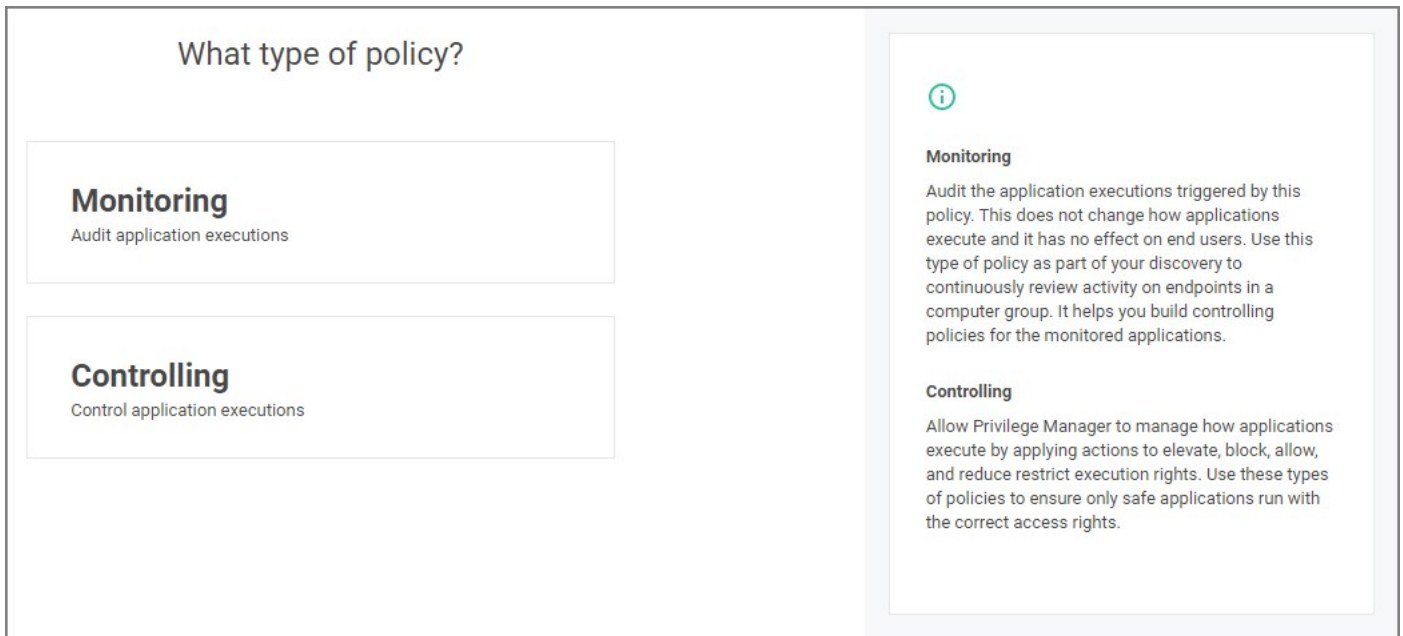 What type of policy?
Monitoring
Audit application executions
Controlling
Control application executions
Monitoring
Audit the application executions triggered by this
policy. This does not change how applications
execute and it has no effect on end users. Use this
type of policy as part of your discovery to
continuously review activity on endpoints in a
computer group. It helps you build controlling
policies for the monitored applications.
Controlling
Allow Privilege Manager to manage how applications
execute by applying actions to elevate, block, allow,
and reduce restrict execution rights. Use these types
of policies to ensure only safe applications run with
the correct access rights.